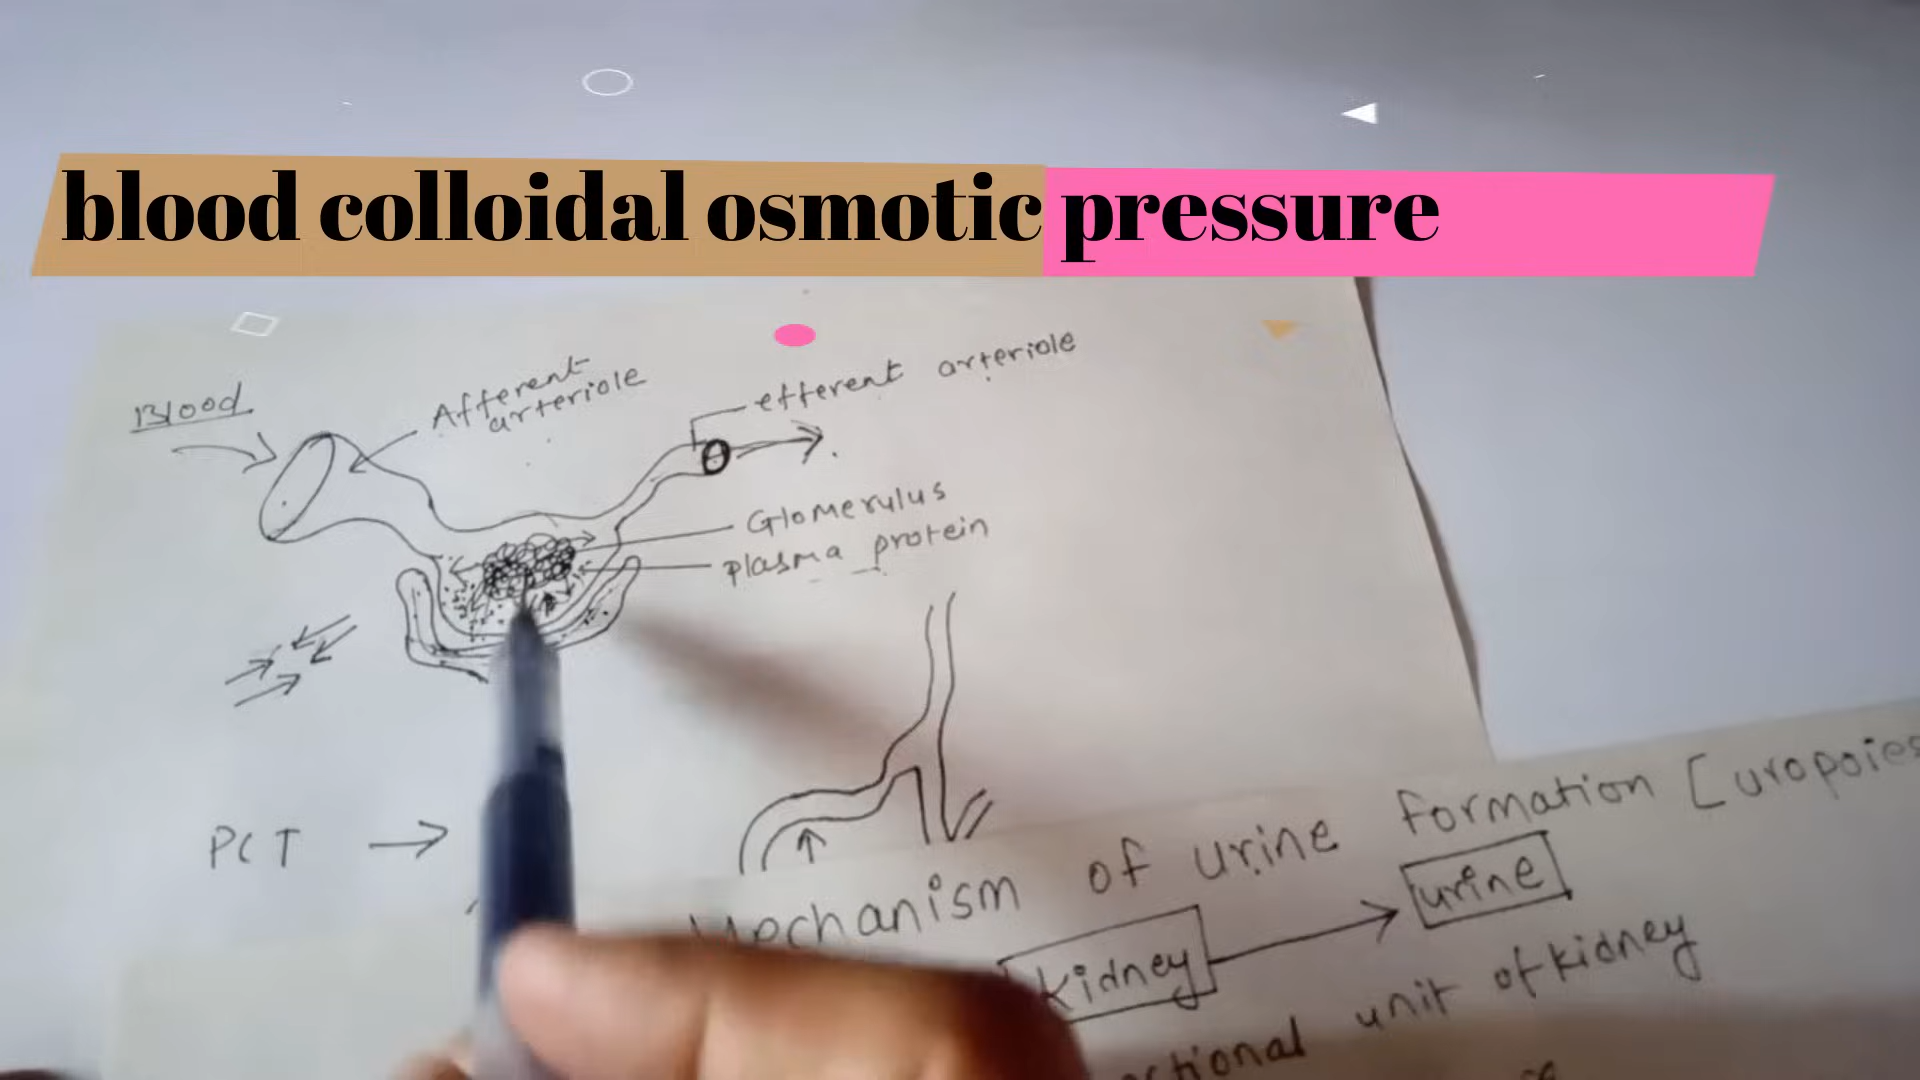 blood colloidal osmotic pressure
Blood
Afferent
arteriole
efferent arteriole
Glomerulus
plasma protein
PCT
Mechanism of urine formation [uropoies
kidney
urine
ctional unit of kidney